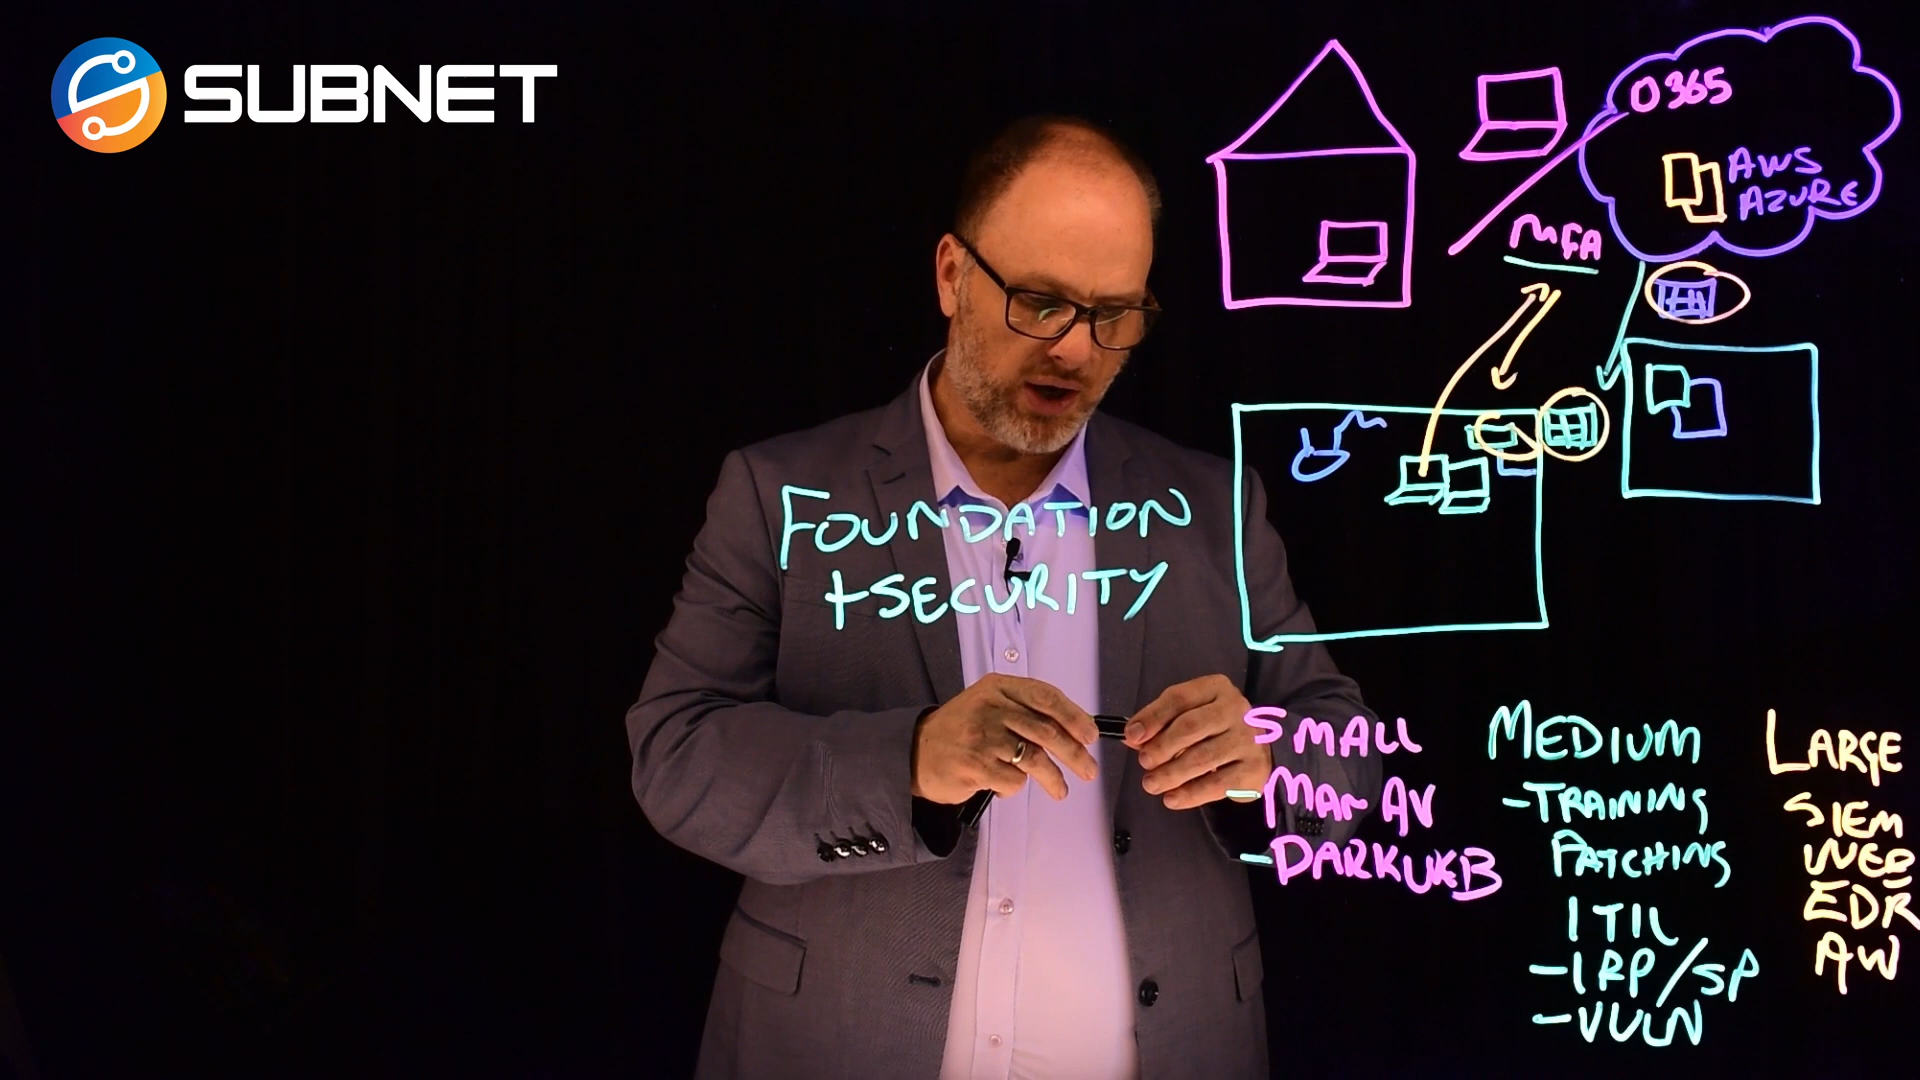 SUBNET
O365
AWS
AZURE
MFA
FOUNDATION
+SECURITY
SMALL
-MAN AV
-DARKWEB
MEDIUM
-TRAINING
PATCHING
ITIL
-IRP/SP
-VULN
LARGE
SIEM
WEB
EDR
AW